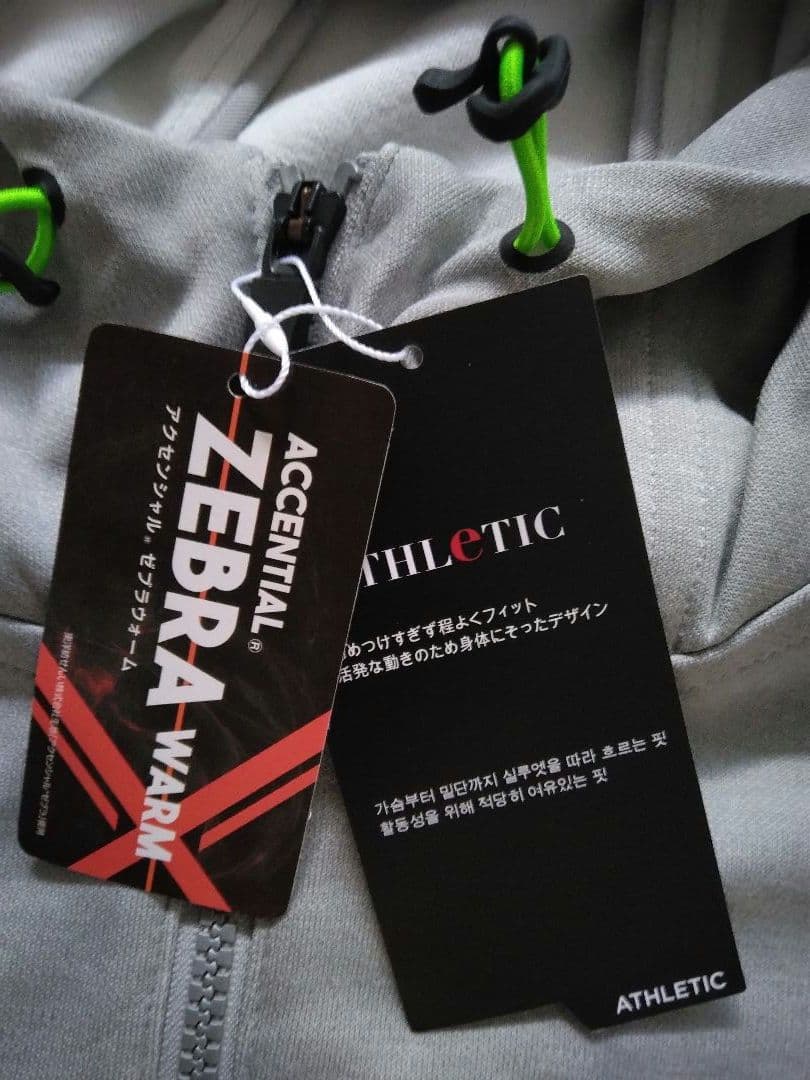 ACCENTIAL®
ZEBRA WARM
アクセンシャル® ゼブラウォーム
THLeTIC
めつけすぎず程よくフィット
活発な動きのため身体にそったデザイン
가슴부터 밑단까지 실루엣을 따라 흐르는 핏
활동성을 위해 적당히 여유있는 핏
ATHLETIC